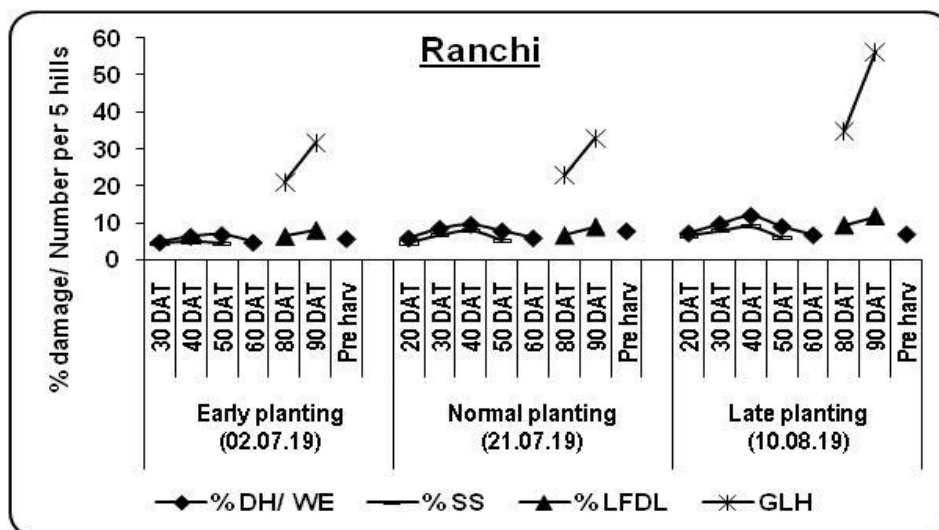 Ranchi
% damage/ Number per 5 hills
60
50
40
30
20
10
0
30 DAT
40 DAT
50 DAT
60 DAT
80 DAT
90 DAT
Pre harv
20 DAT
30 DAT
40 DAT
50 DAT
60 DAT
80 DAT
90 DAT
Pre harv
20 DAT
30 DAT
40 DAT
50 DAT
60 DAT
80 DAT
90 DAT
Pre harv
Early planting
(02.07.19)
Normal planting
(21.07.19)
Late planting
(10.08.19)
% DH/ WE
% SS
% LFDL
GLH